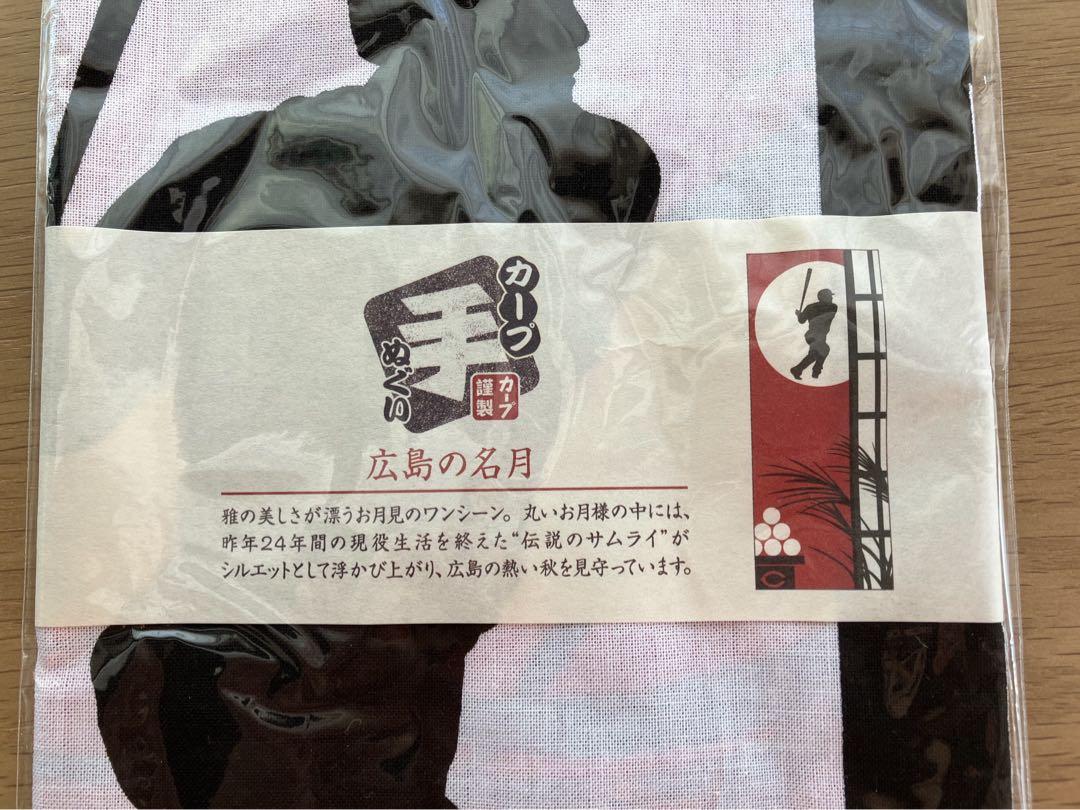 カープ
手
ぬぐい
カープ
謹製
広島の名月
雅の美しさが漂うお月見のワンシーン。丸いお月様の中には、
昨年24年間の現役生活を終えた“伝説のサムライ”が
シルエットとして浮かび上がり、広島の熱い秋を見守っています。
C